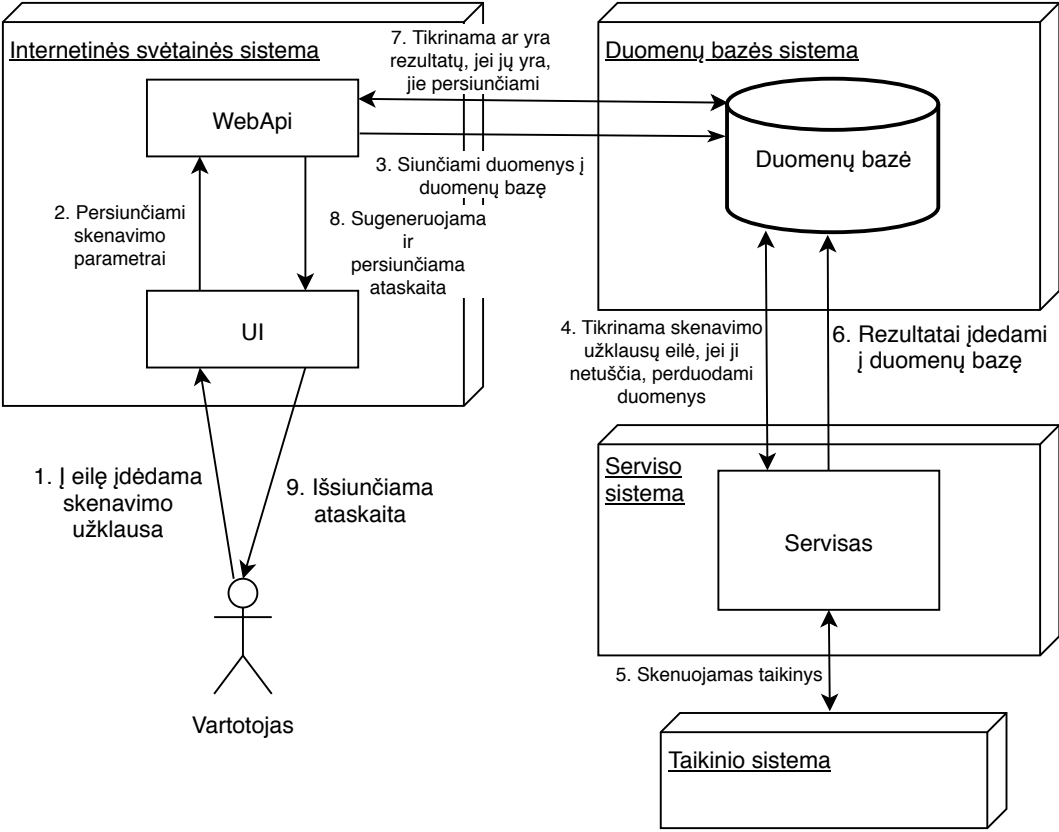 Internetinės svėtainės sistema
WebApi
2. Persiunčiami
skenavimo
parametrai
8. Sugeneruojama
ir
persiunčiama
ataskaita
UI
7. Tikrinama ar yra
rezultatų, jei jų yra,
jie persiunčiami
3. Siunčiami duomenys į
duomenų bazę
Duomenų bazės sistema
Duomenų bazė
4. Tikrinama skenavimo
užklausų eilė, jei ji
netuščia, perduodami
duomenys
6. Rezultatai įdedami
į duomenų bazę
1. Į eilę įdėdama
skenavimo
užklausa
9. Išsiunčiama
ataskaita
Vartotojas
Serviso
sistema
Servisas
5. Skenuojamas taikinys
Taikinio sistema